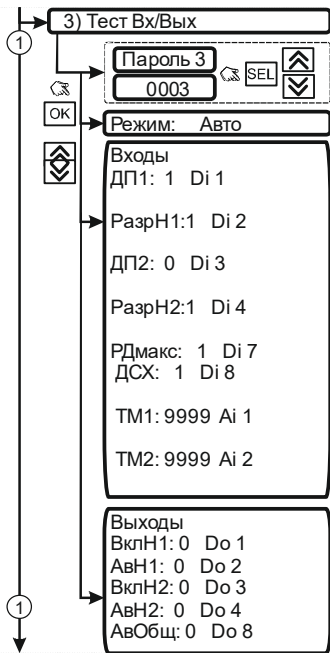 3) Тест Вх/Вых
1
Пароль 3
0003
SEL
OK
Режим: Авто
Входы
ДП1: 1 Di 1
РазрН1:1 Di 2
ДП2: 0 Di 3
РазрН2:1 Di 4
РДмакс: 1 Di 7
ДСХ: 1 Di 8
ТМ1: 9999 Ai 1
ТМ2: 9999 Ai 2
Выходы
ВклН1: 0 Do 1
АвН1: 0 Do 2
ВклН2: 0 Do 3
АвН2: 0 Do 4
АвОбщ: 0 Do 8
1